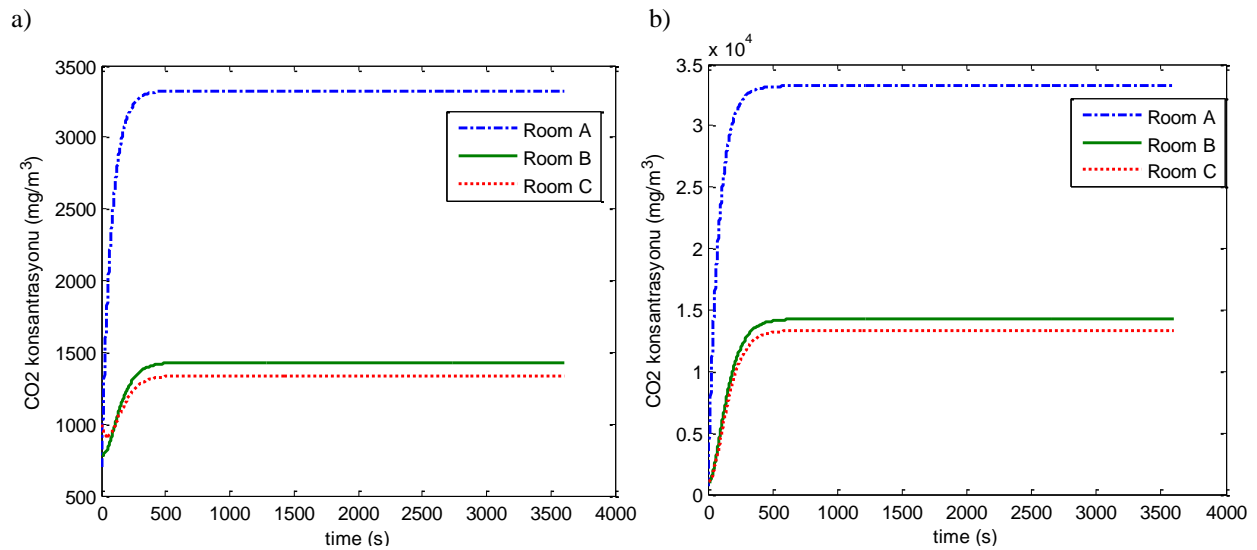 a)
3500
3000
2500
2000
1500
1000
500
CO2 konsantrasyonu (mg/m³)
0 500 1000 1500 2000 2500 3000 3500 4000
time (s)
Room A
Room B
Room C
b)
x 10⁴
3.5
3
2.5
2
1.5
1
0.5
0
CO2 konsantrasyonu (mg/m³)
0 500 1000 1500 2000 2500 3000 3500 4000
time (s)
Room A
Room B
Room C